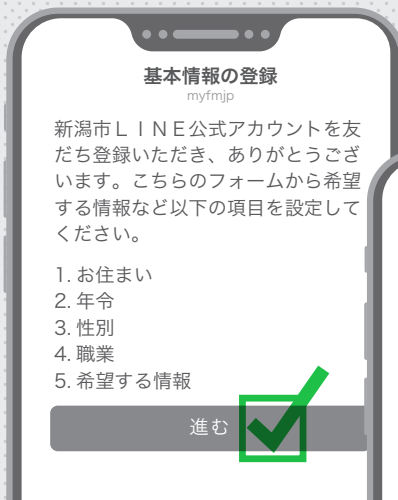 基本情報の登録
myfmjp
新潟市ＬＩＮＥ公式アカウントを友
だち登録いただき、ありがとうござ
います。こちらのフォームから希望
する情報など以下の項目を設定して
ください。
1. お住まい
2. 年令
3. 性別
4. 職業
5. 希望する情報
進む